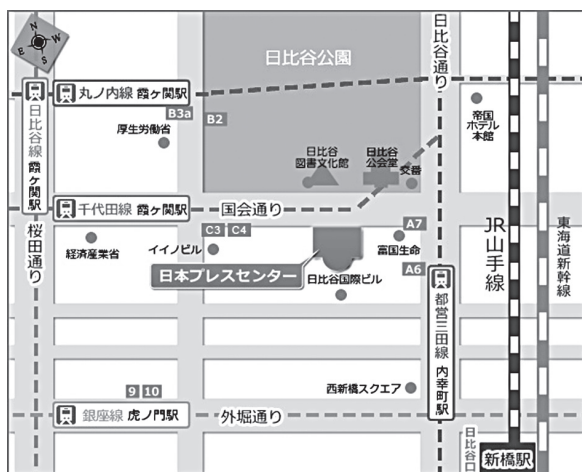 N
W
E
S
日比谷公園
日比谷通り
丸ノ内線 霞ヶ関駅
B3a
B2
厚生労働省
日比谷線 霞ヶ関駅
帝国
ホテル
本館
日比谷
図書文化館
日比谷
公会堂
交番
千代田線 霞ヶ関駅
国会通り
桜田通り
C3
C4
A7
経済産業省
イイノビル
富国生命
JR山手線
東海道新幹線
日本プレスセンター
日比谷国際ビル
A6
都営三田線 内幸町駅
西新橋スクエア
9
10
銀座線 虎ノ門駅
外堀通り
日比谷口
新橋駅